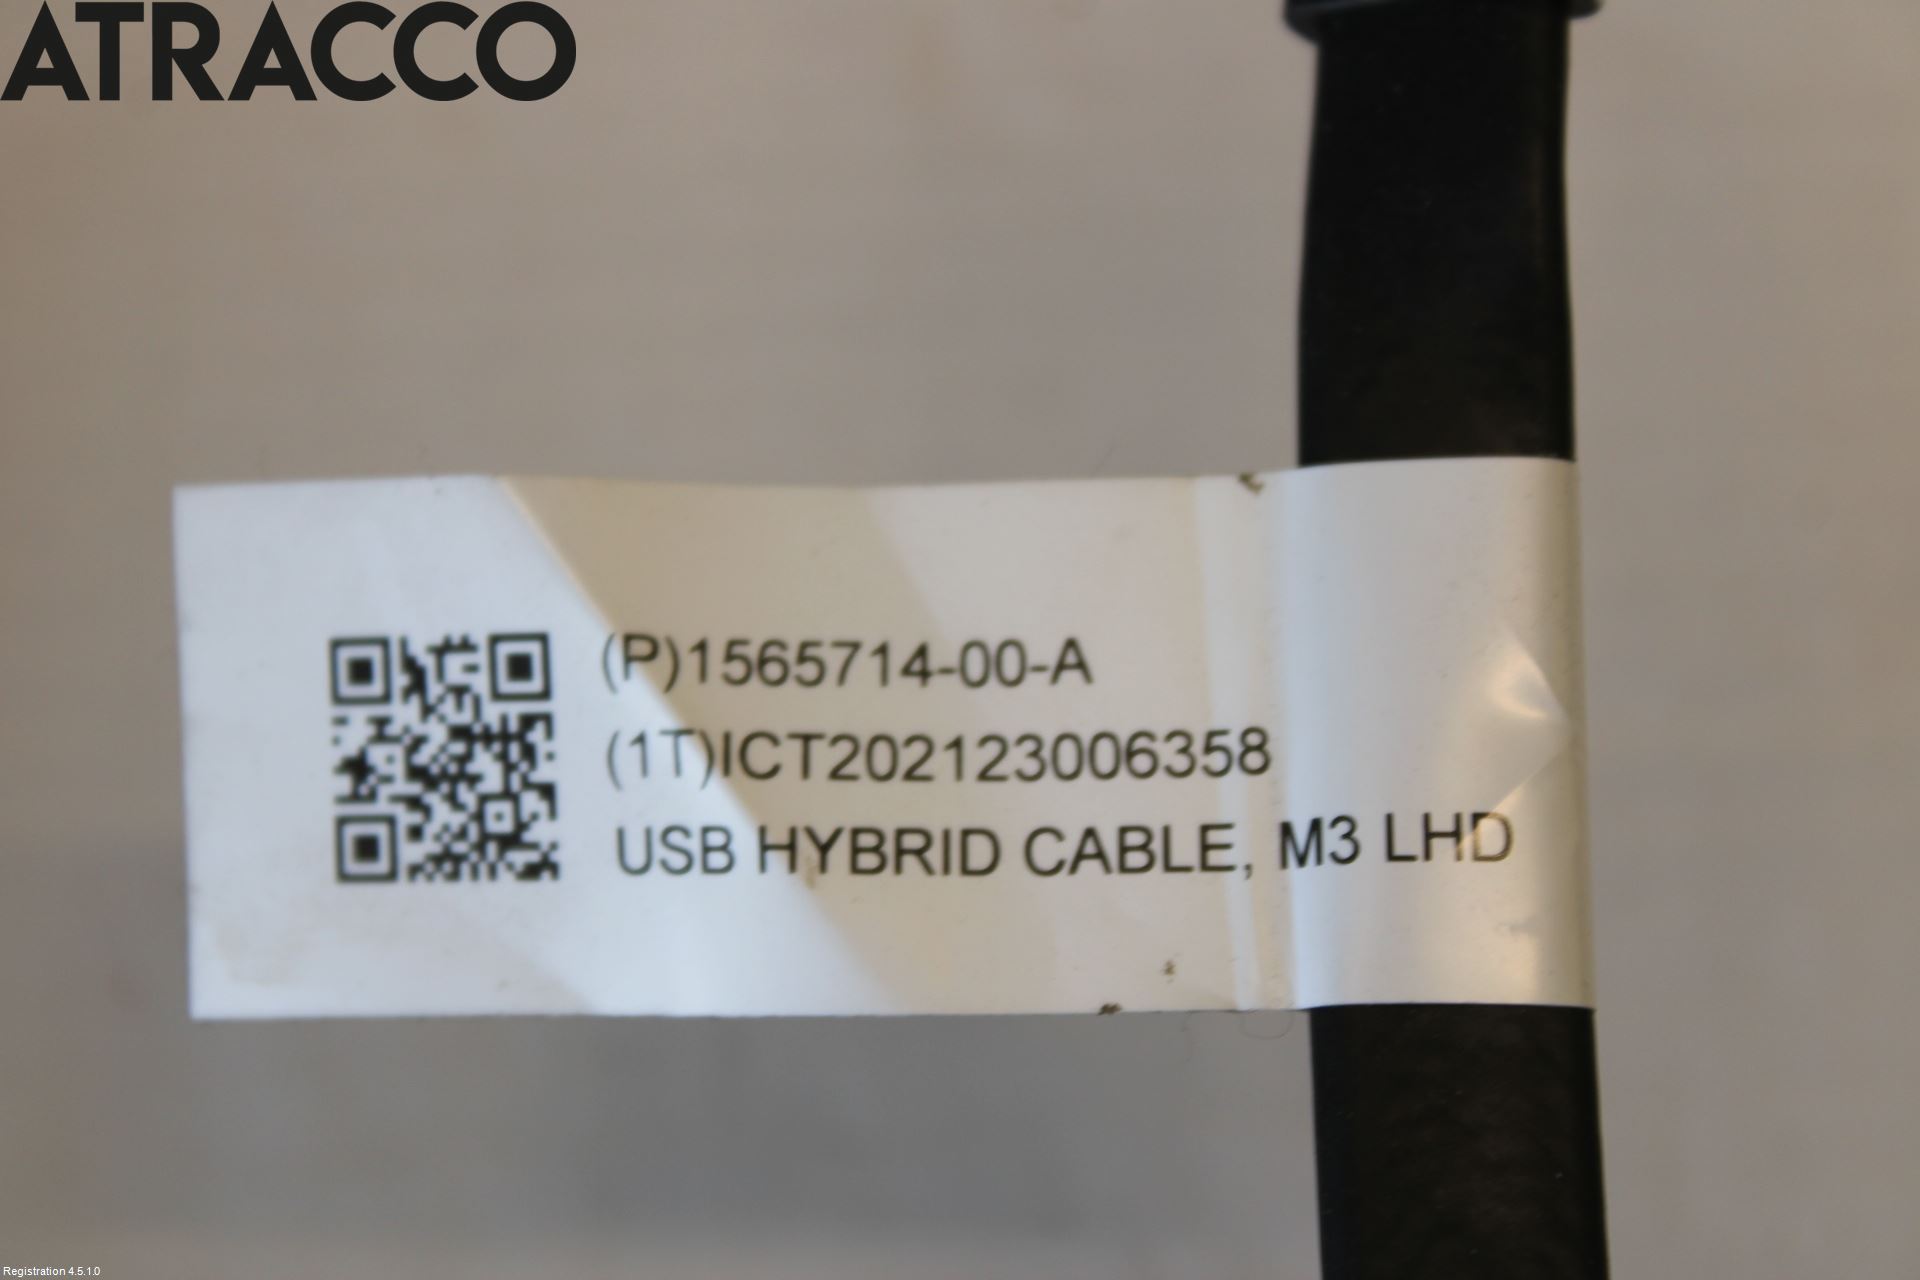 ATRACCO
(P)1565714-00-A
(1T)ICT202123006358
USB HYBRID CABLE, M3 LHD
Registration 4.5.1.0